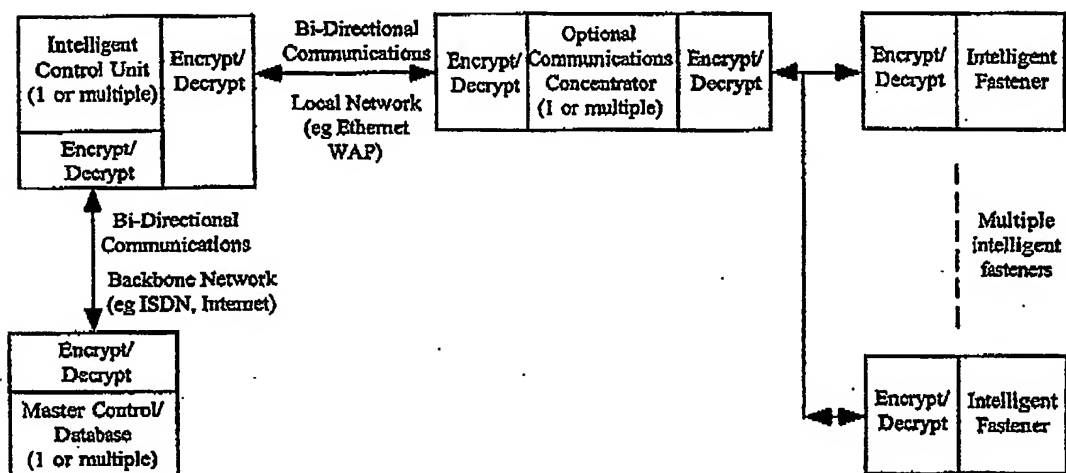 Intelligent
Control Unit
(1 or multiple)
Encrypt/
Decrypt
Encrypt/
Decrypt
Bi-Directional
Communications
Local Network
(eg Ethernet
WAP)
Encrypt/
Decrypt
Optional
Communications
Concentrator
(1 or multiple)
Encrypt/
Decrypt
Encrypt/
Decrypt
Intelligent
Fastener
Multiple
intelligent
fasteners
Encrypt/
Decrypt
Intelligent
Fastener
Bi-Directional
Communications
Backbone Network
(eg ISDN, Internet)
Encrypt/
Decrypt
Master Control/
Database
(1 or multiple)